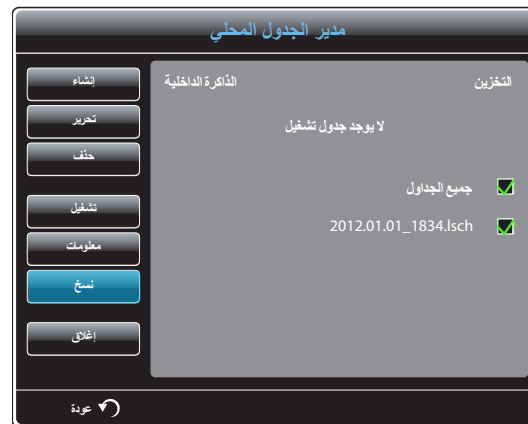 مدير الجدول المحلي
التخزين
الذاكرة الداخلية
لا يوجد جدول تشغيل
جميع الجداول
2012.01.01_1834.lsch
إنشاء
تحرير
حذف
تشغيل
معلومات
نسخ
إغلاق
عودة